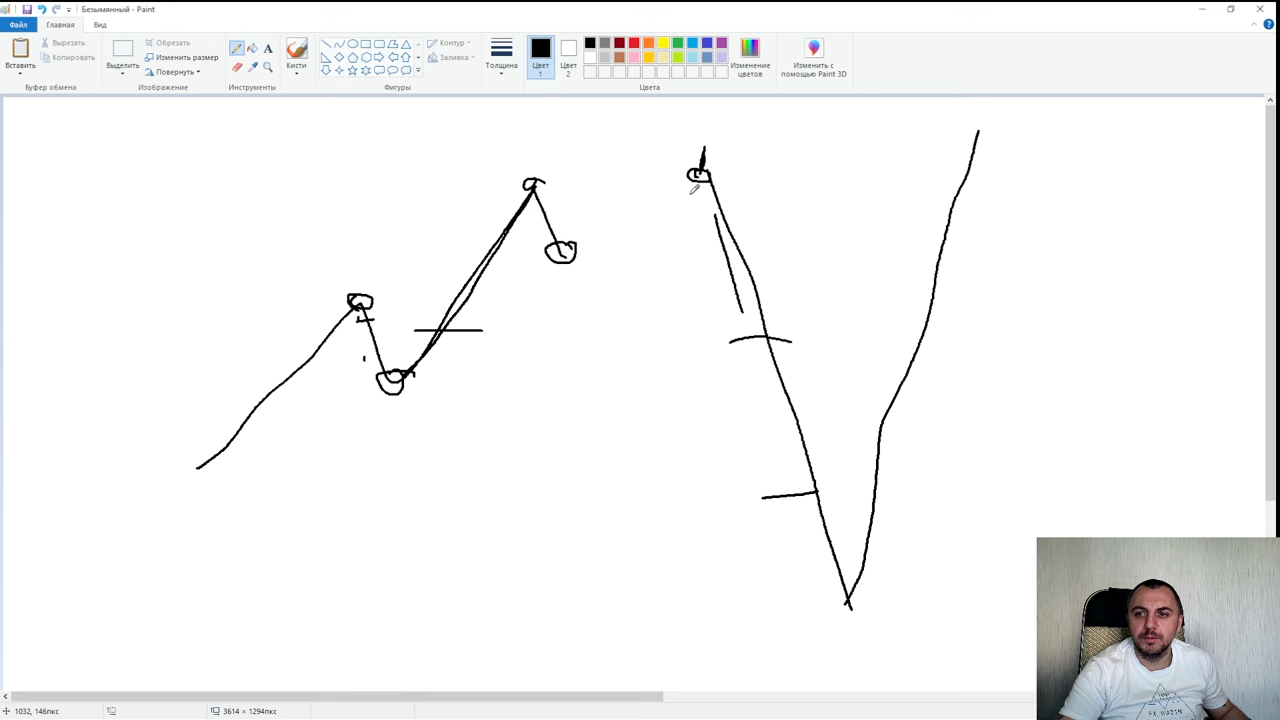 Безымянный - Paint
Файл Главная Вид
Вставить
Вырезать
Копировать
Буфер обмена
Выделить
Обрезать
Изменить размер
Повернуть
Изображение
A
Инструменты
Кисти
Контур
Заливка
Фигуры
Толщина
Цвет 1
Цвет 2
Изменение цветов
Цвета
Изменить с помощью Paint 3D
1032, 146пкс
3614 × 1294пкс